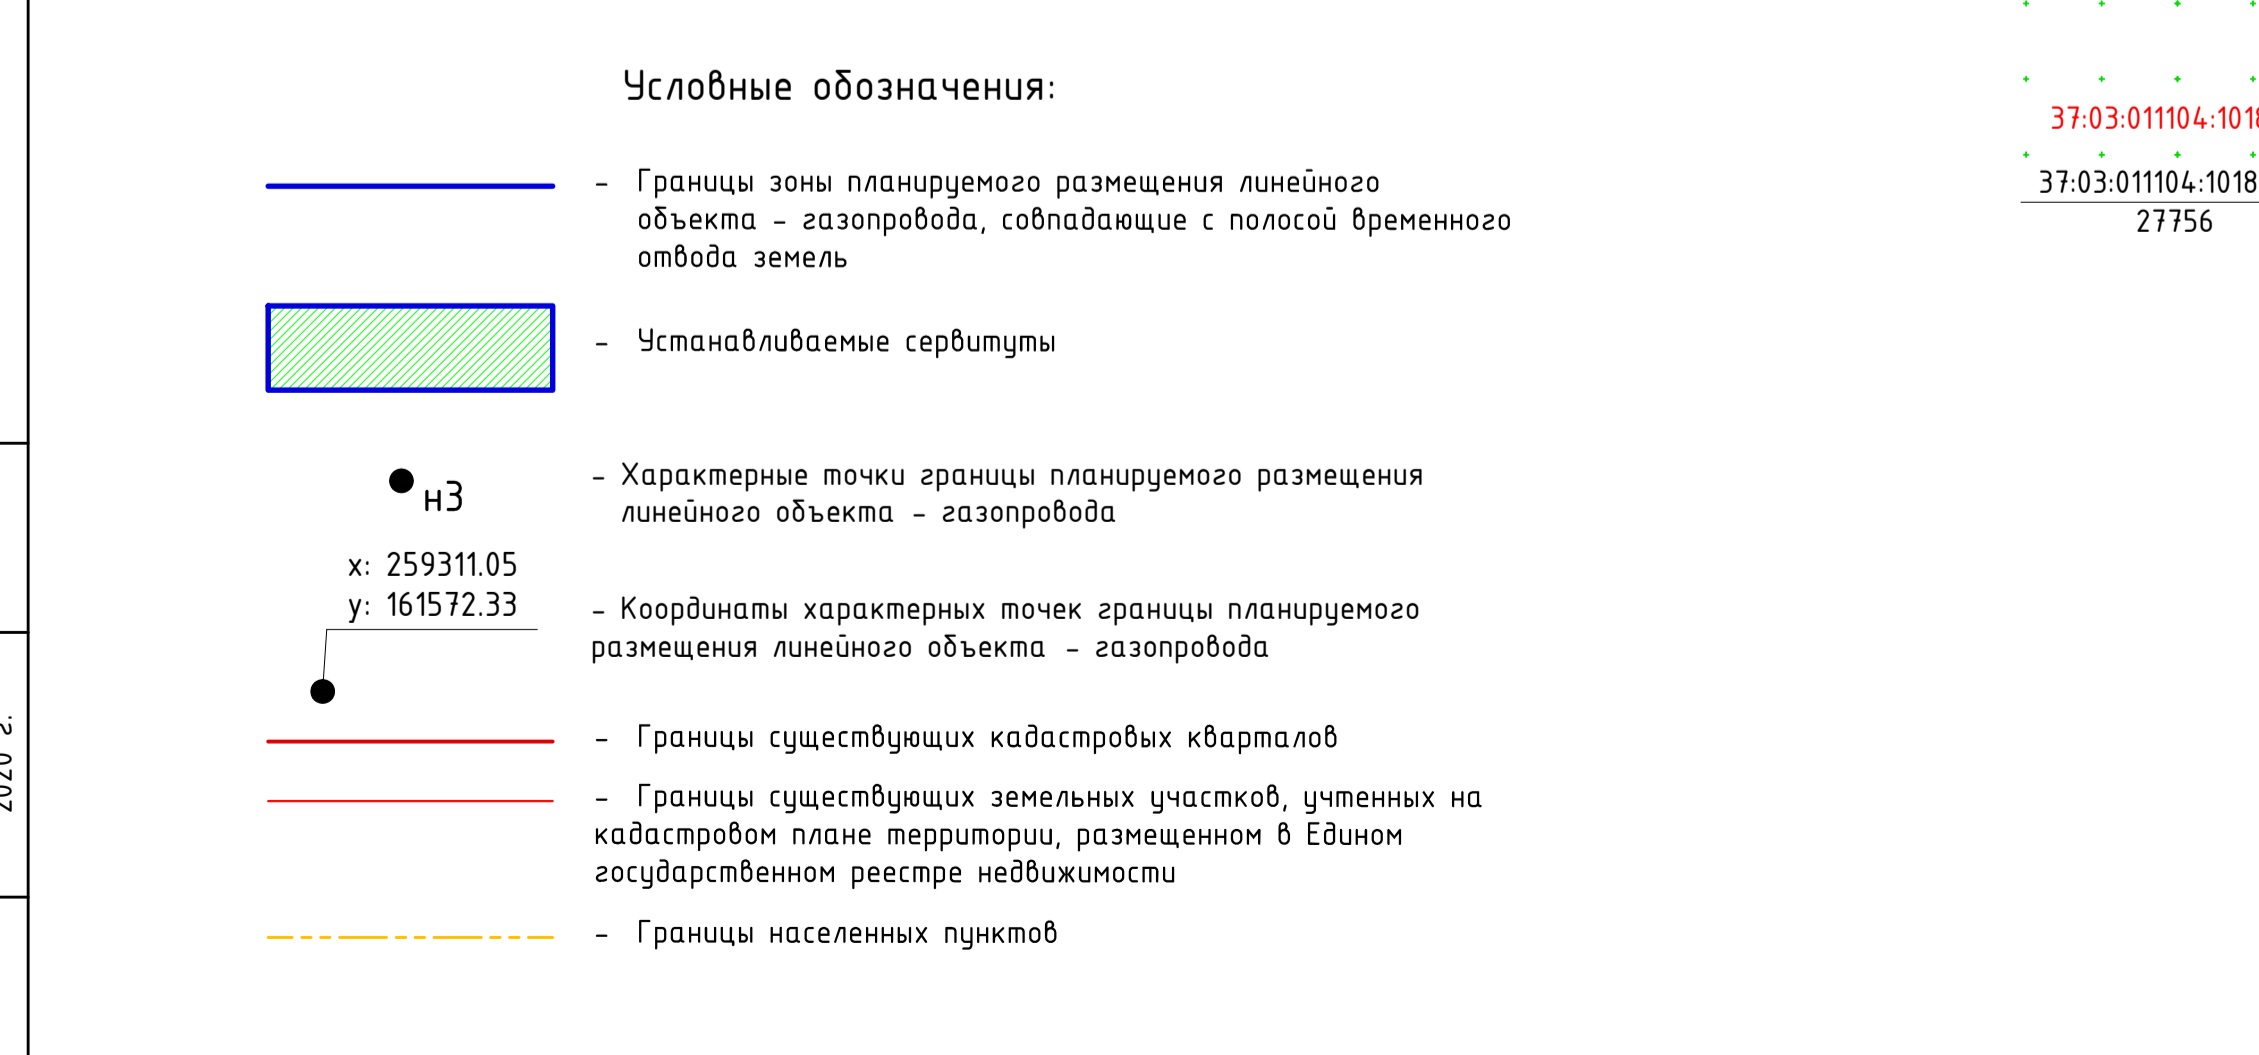 Условные обозначения:
- Границы зоны планируемого размещения линейного
объекта - газопровода, совпадающие с полосой временного
отвода земель
- Устанавливаемые сервитуты
н3
- Характерные точки границы планируемого размещения
линейного объекта - газопровода
x: 259311.05
y: 161572.33
- Координаты характерных точек границы планируемого
размещения линейного объекта - газопровода
- Границы существующих кадастровых кварталов
- Границы существующих земельных участков, учтенных на
кадастровом плане территории, размещенном в Едином
государственном реестре недвижимости
- Границы населенных пунктов
37:03:011104:1018
37:03:011104:1018
27756
2020 г.